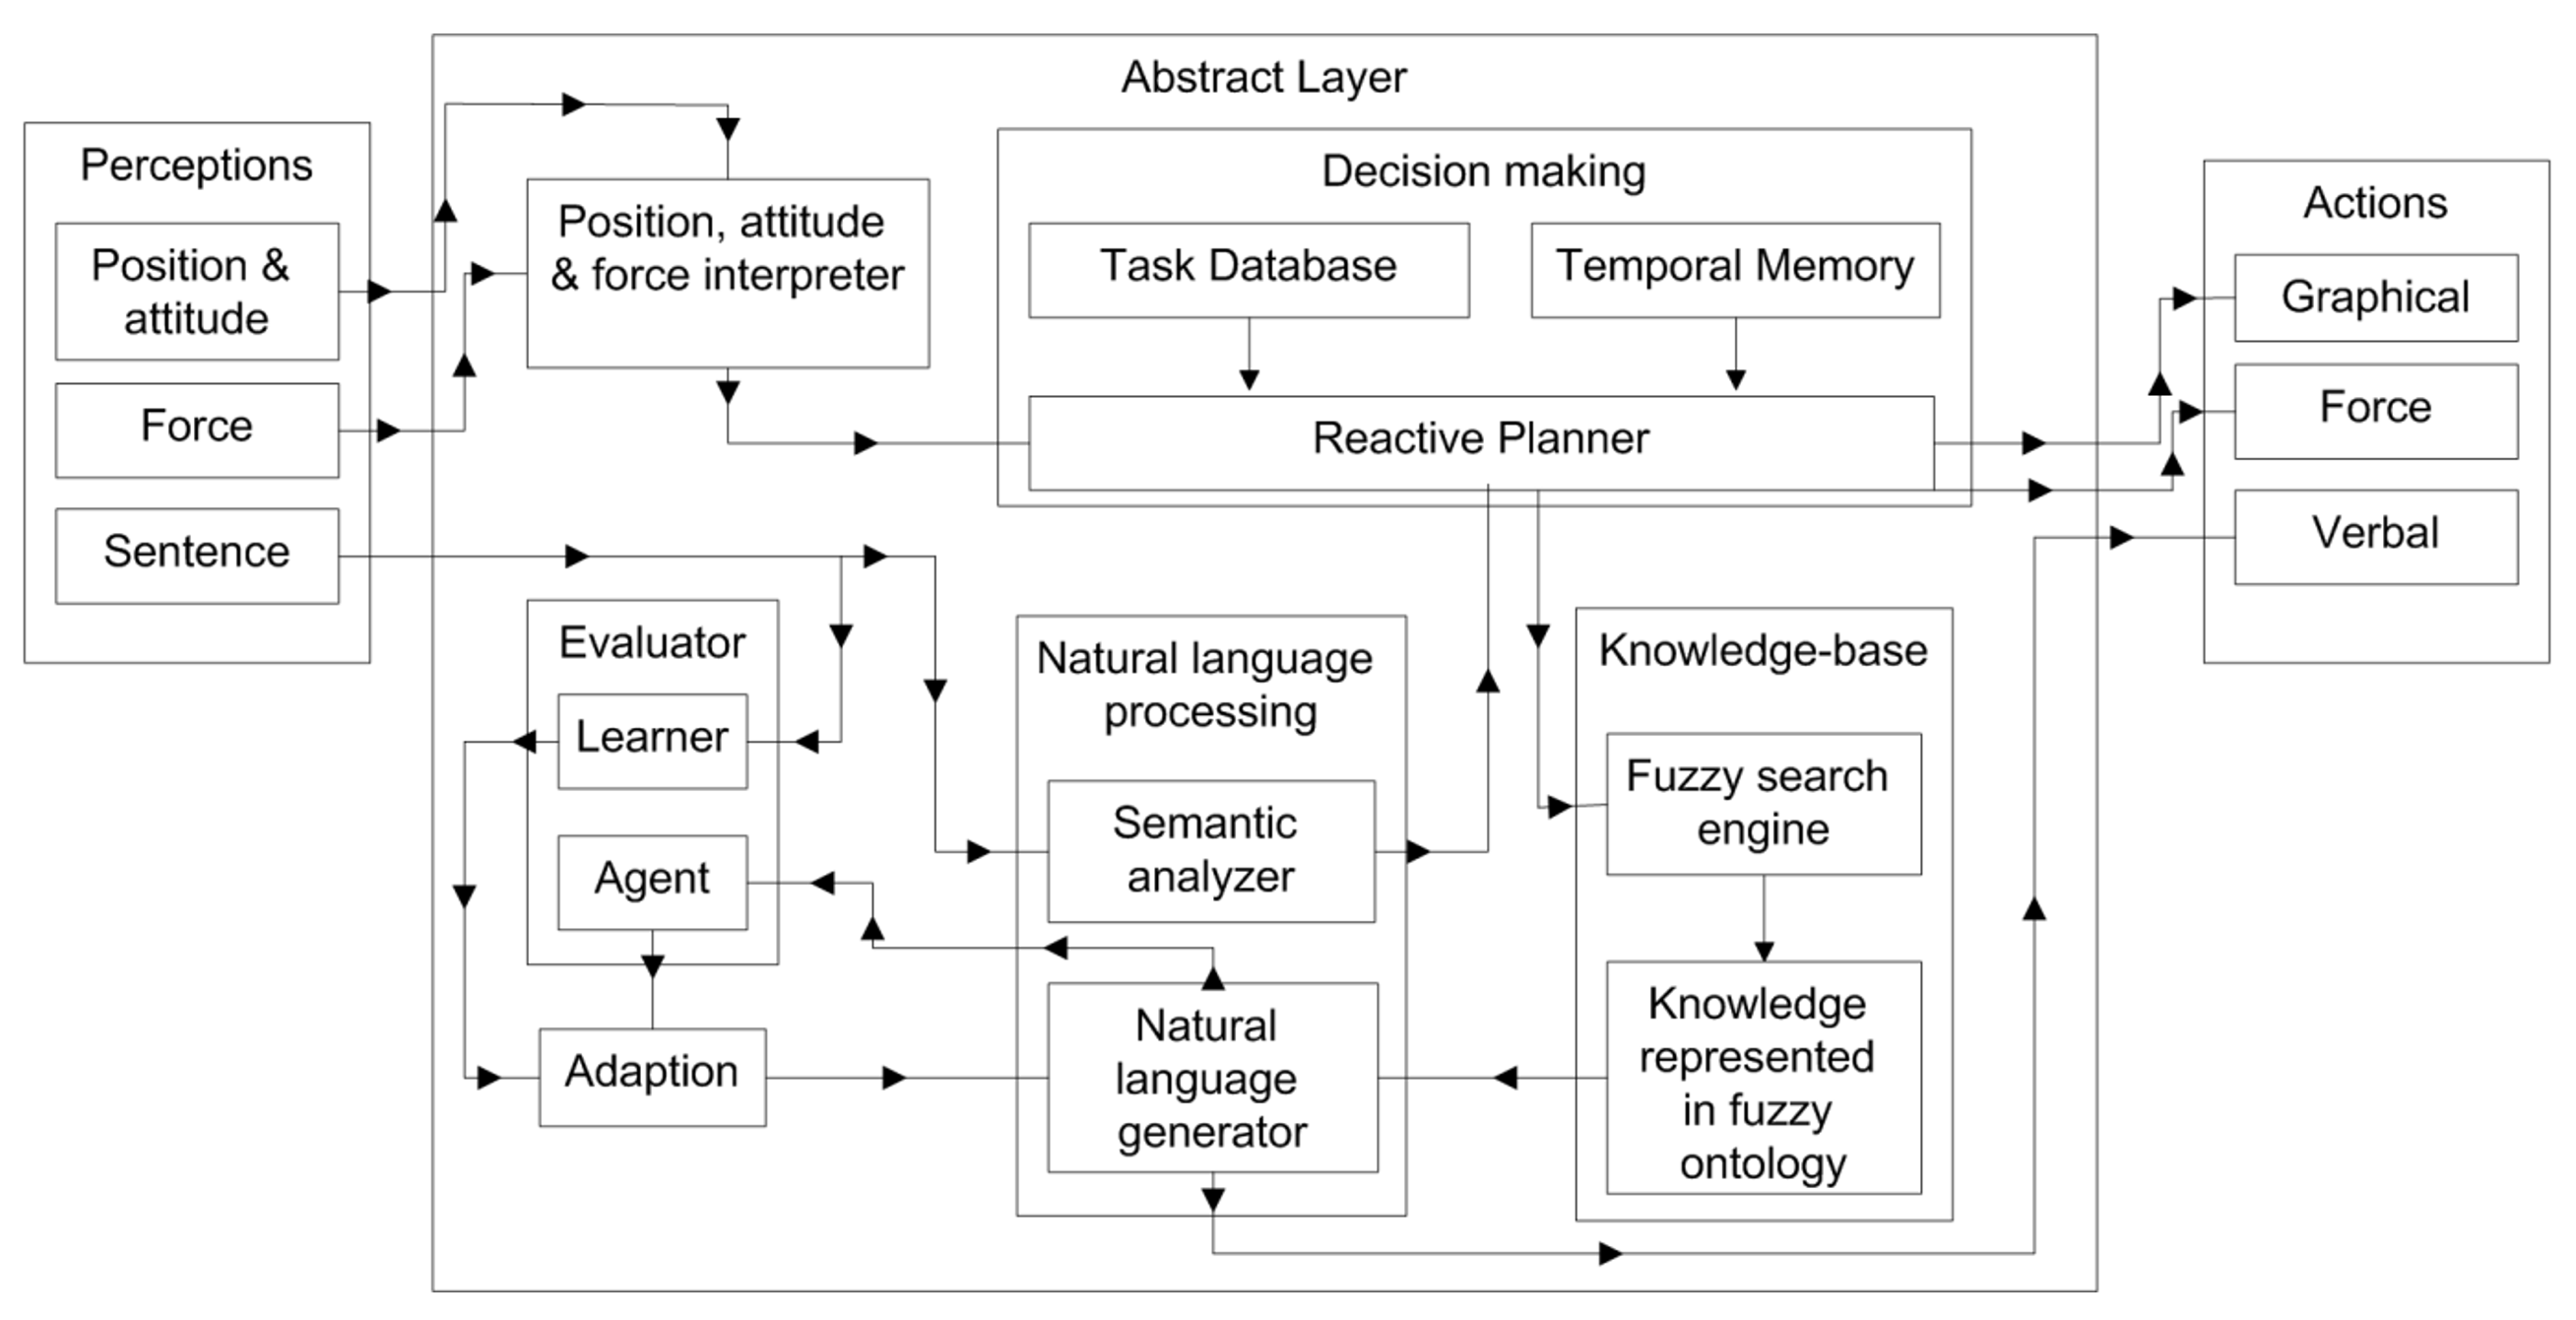 Abstract Layer
Perceptions
Position &
attitude
Force
Sentence
Position, attitude
& force interpreter
Decision making
Task Database
Temporal Memory
Reactive Planner
Actions
Graphical
Force
Verbal
Evaluator
Learner
Agent
Adaption
Natural language
processing
Semantic
analyzer
Natural
language
generator
Knowledge-base
Fuzzy search
engine
Knowledge
represented
in fuzzy
ontology